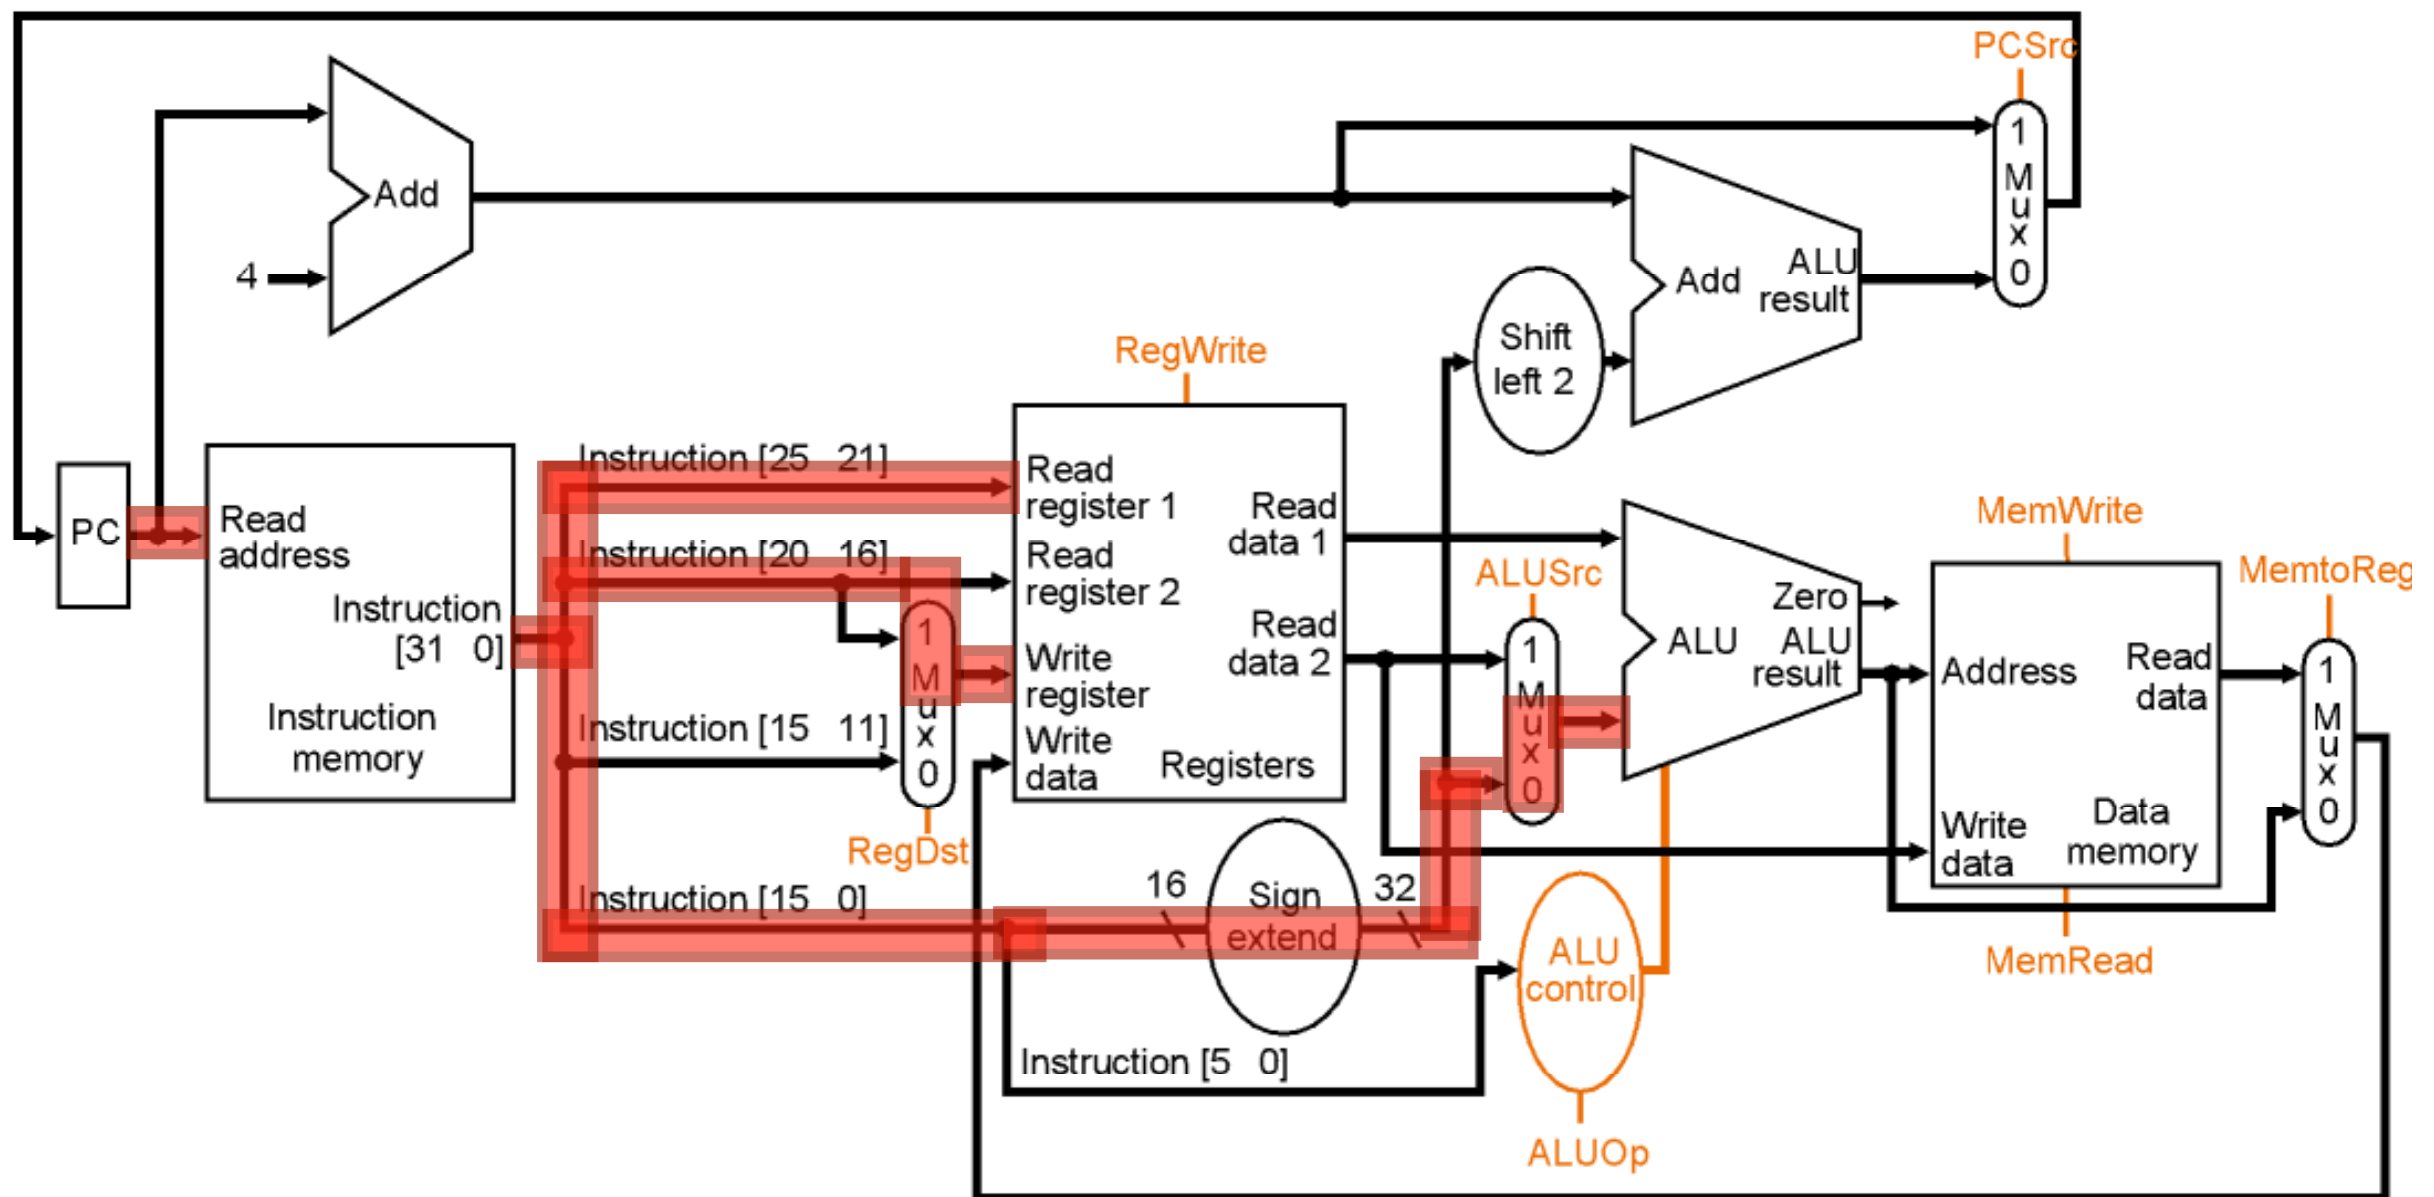 PCSrc
1
M
u
x
0
Add
4
Add
ALU
result
Shift
left 2
RegWrite
PC
Read
address
Instruction
[31 0]
Instruction
memory
Instruction [25 21]
Instruction [20 16]
Instruction [15 11]
Instruction [15 0]
1
M
u
x
0
RegDst
Read
register 1
Read
register 2
Write
register
Write
data
Read
data 1
Read
data 2
Registers
16
Sign
extend
32
Instruction [5 0]
ALUSrc
1
M
u
x
0
Zero
ALU
ALU
result
ALU
control
ALUOp
MemWrite
Address
Read
data
Write
data
Data
memory
MemRead
MemtoReg
1
M
u
x
0